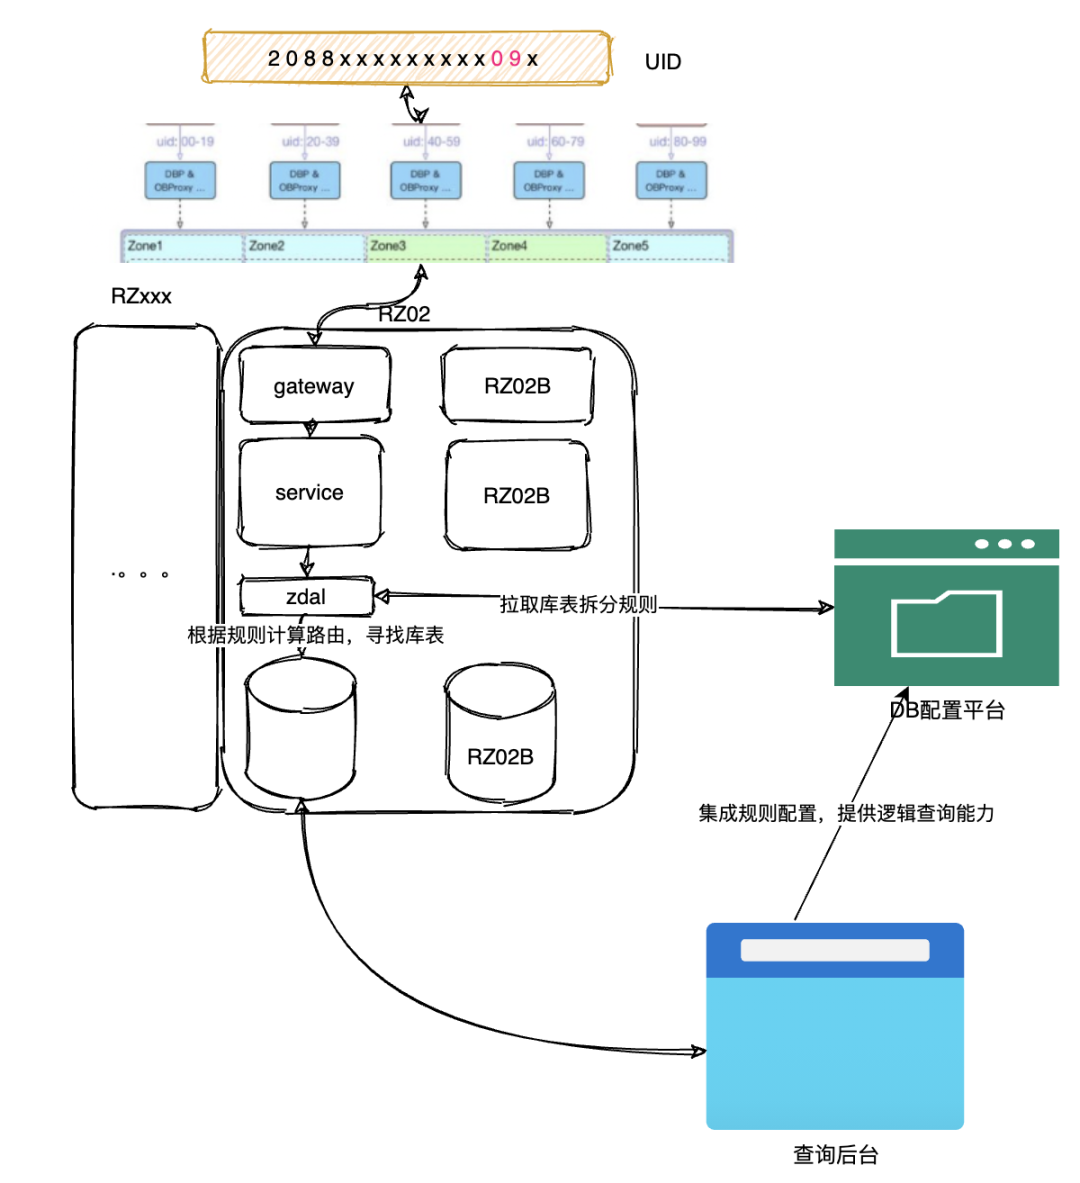 2088xxxxxxxxx09x
UID
uid: 00-19
uid: 20-39
uid: 40-59
uid: 60-79
uid: 80-99
DBP &
OBProxy ...
DBP &
OBProxy ...
DBP &
OBProxy ...
DBP &
OBProxy ...
DBP &
OBProxy ...
Zone1
Zone2
Zone3
Zone4
Zone5
RZxxx
RZ02
gateway
RZ02B
service
RZ02B
zdal
拉取库表拆分规则
根据规则计算路由，寻找库表
RZ02B
DB配置平台
集成规则配置，提供逻辑查询能力
查询后台